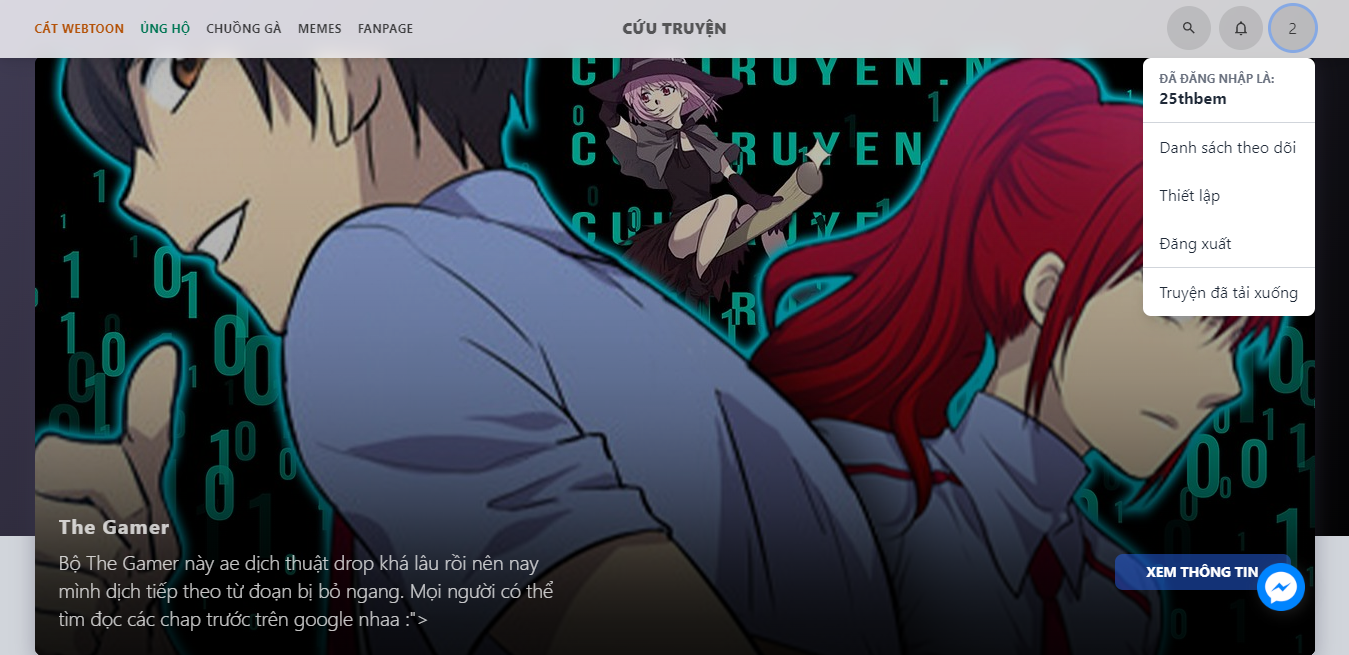 CẮT WEBTOON ỦNG HỘ CHUỒNG GÀ MEMES FANPAGE CỨU TRUYỆN 2
ĐÃ ĐĂNG NHẬP LÀ:
25thbem
Danh sách theo dõi
Thiết lập
Đăng xuất
Truyện đã tải xuống
The Gamer
Bộ The Gamer này ae dịch thuật drop khá lâu rồi nên nay
mình dịch tiếp theo từ đoạn bị bỏ ngang. Mọi người có thể
tìm đọc các chap trước trên google nhaa :">
XEM THÔNG TIN